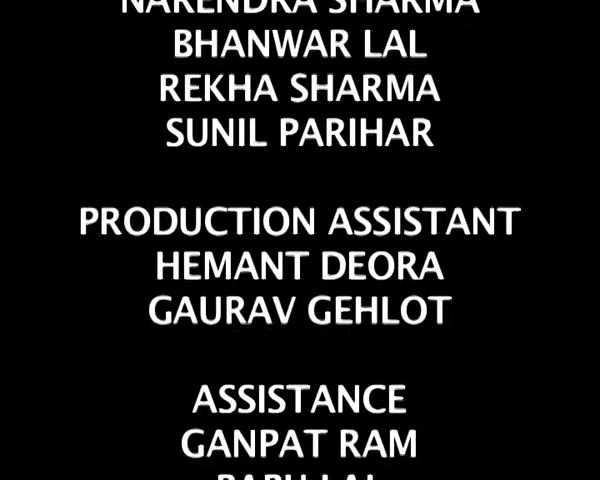 NARENDRA SHARMA
BHANWAR LAL
REKHA SHARMA
SUNIL PARIHAR
PRODUCTION ASSISTANT
HEMANT DEORA
GAURAV GEHLOT
ASSISTANCE
GANPAT RAM
BABU LAL